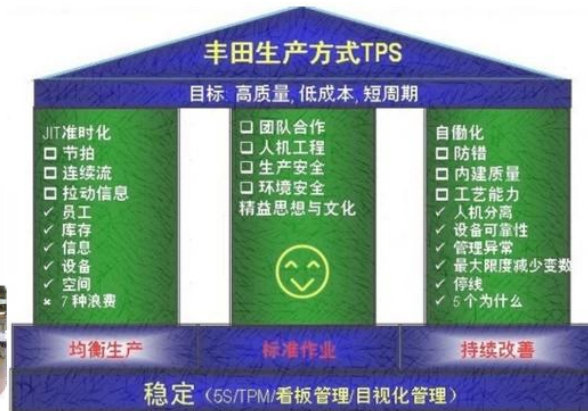 丰田生产方式TPS
目标: 高质量, 低成本, 短周期
JIT准时化
□ 节拍
□ 连续流
□ 拉动信息
✓ 员工
✓ 库存
✓ 信息
✓ 设备
✓ 空间
× 7种浪费
□ 团队合作
□ 人机工程
□ 生产安全
□ 环境安全
精益思想与文化
自働化
□ 防错
□ 内建质量
□ 工艺能力
✓ 人机分离
✓ 设备可靠性
✓ 管理异常
✓ 最大限度减少变数
✓ 停线
✓ 5个为什么
均衡生产
标准作业
持续改善
稳定（5S/TPM/看板管理/目视化管理）